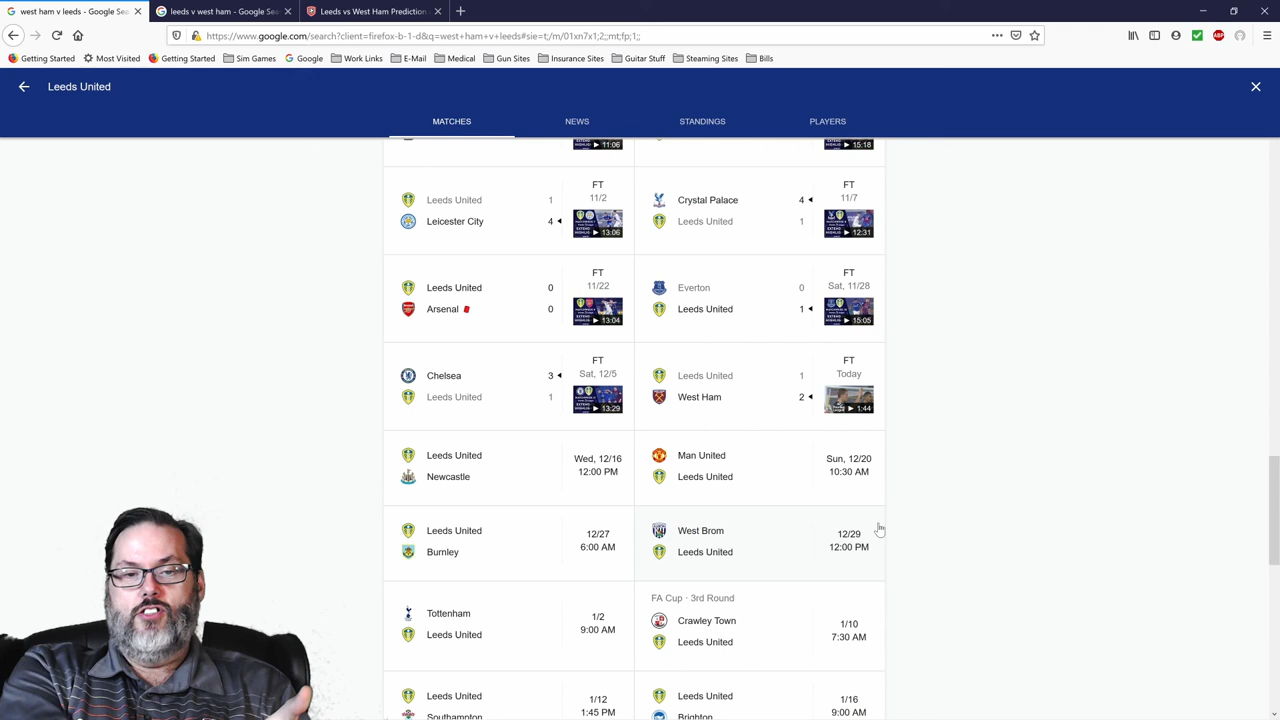 west ham v leeds - Google Sea
leeds v west ham - Google Sear
Leeds vs West Ham Prediction
https://www.google.com/search?client=firefox-b-1-d&q=west+ham+v+leeds#sie=t;/m/01xn7x1;2;;mt;fp;1;;
Getting Started Most Visited Getting Started Sim Games Google Work Links E-Mail Medical Gun Sites Insurance Sites Guitar Stuff Steaming Sites Bills
Leeds United
MATCHES NEWS STANDINGS PLAYERS
11:06
15:18
Leeds United 1
Leicester City 4
FT
11/2
13:06
Crystal Palace 4
Leeds United 1
FT
11/7
12:31
Leeds United 0
Arsenal 0
FT
11/22
13:04
Everton 0
Leeds United 1
FT
Sat, 11/28
15:05
Chelsea 3
Leeds United 1
FT
Sat, 12/5
13:29
Leeds United 1
West Ham 2
FT
Today
1:44
Leeds United
Newcastle
Wed, 12/16
12:00 PM
Man United
Leeds United
Sun, 12/20
10:30 AM
Leeds United
Burnley
12/27
6:00 AM
West Brom
Leeds United
12/29
12:00 PM
Tottenham
Leeds United
1/2
9:00 AM
FA Cup · 3rd Round
Crawley Town
Leeds United
1/10
7:30 AM
Leeds United
Southampton
1/12
1:45 PM
Leeds United
Brighton
1/16
9:00 AM